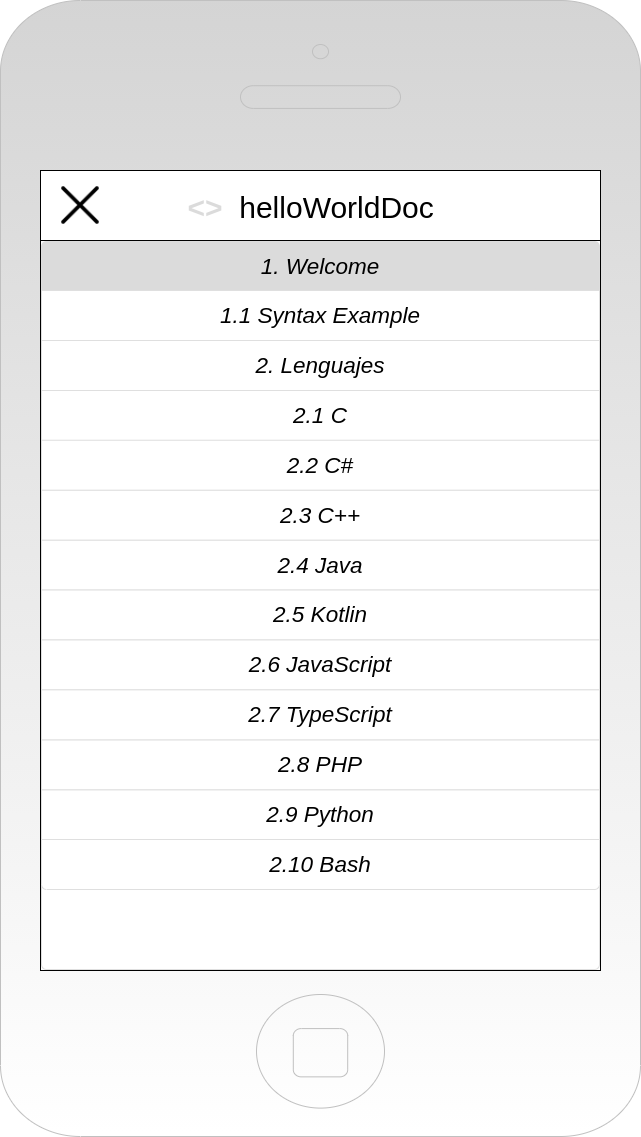 <> helloWorldDoc
1. Welcome
1.1 Syntax Example
2. Lenguajes
2.1 C
2.2 C#
2.3 C++
2.4 Java
2.5 Kotlin
2.6 JavaScript
2.7 TypeScript
2.8 PHP
2.9 Python
2.10 Bash